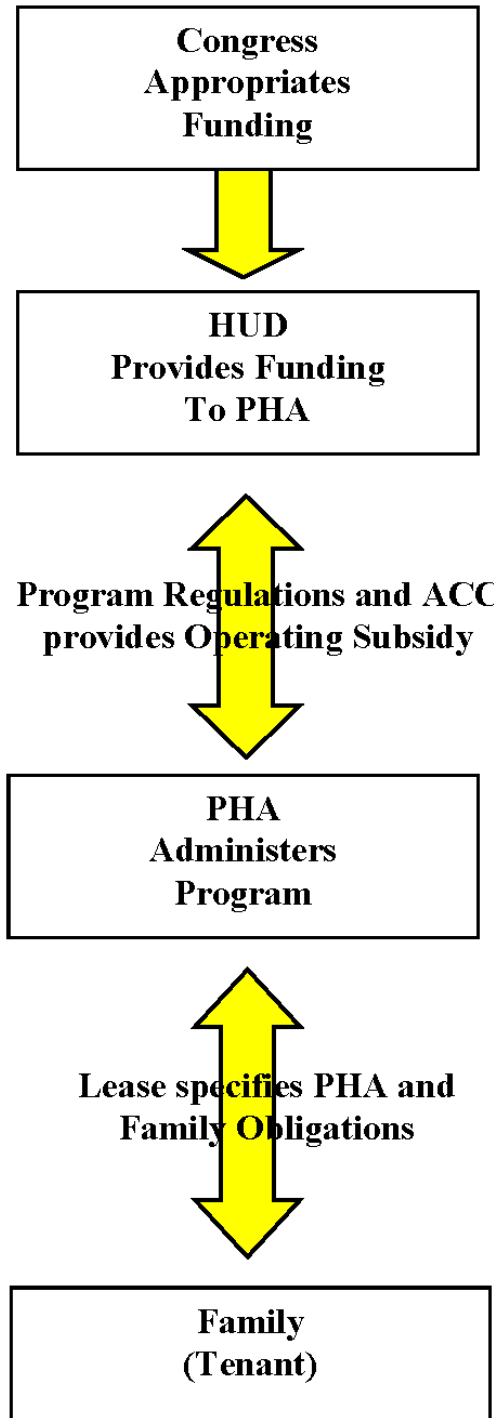 Congress
Appropriates
Funding
HUD
Provides Funding
To PHA
Program Regulations and ACC
provides Operating Subsidy
PHA
Administers
Program
Lease specifies PHA and
Family Obligations
Family
(Tenant)